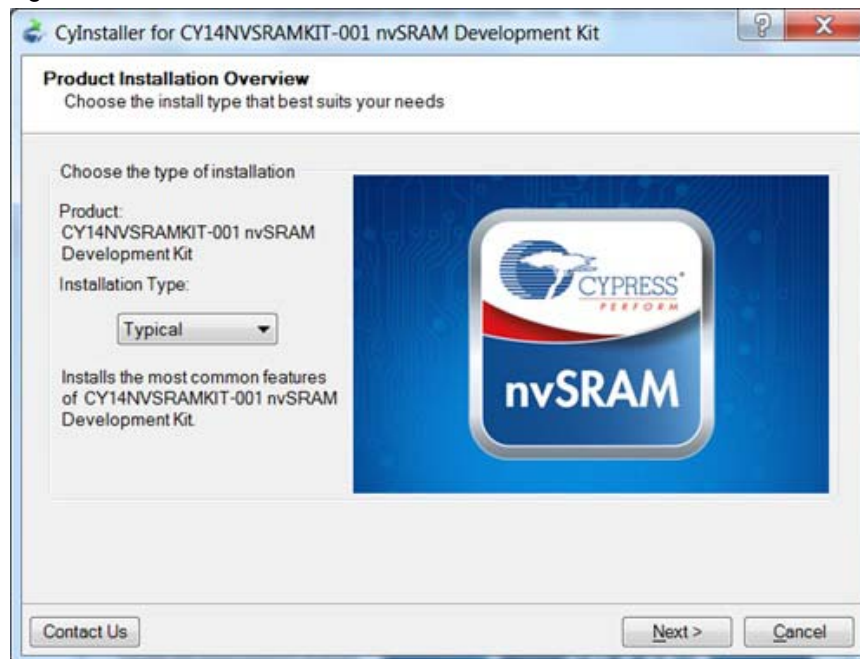 CyInstaller for CY14NVSRAMKIT-001 nvSRAM Development Kit
Product Installation Overview
Choose the install type that best suits your needs
Choose the type of installation
Product:
CY14NVSRAMKIT-001 nvSRAM
Development Kit
Installation Type:
Typical
Installs the most common features
of CY14NVSRAMKIT-001 nvSRAM
Development Kit.
CYPRESS
PERFORM
nvSRAM
Contact Us
Next >
Cancel